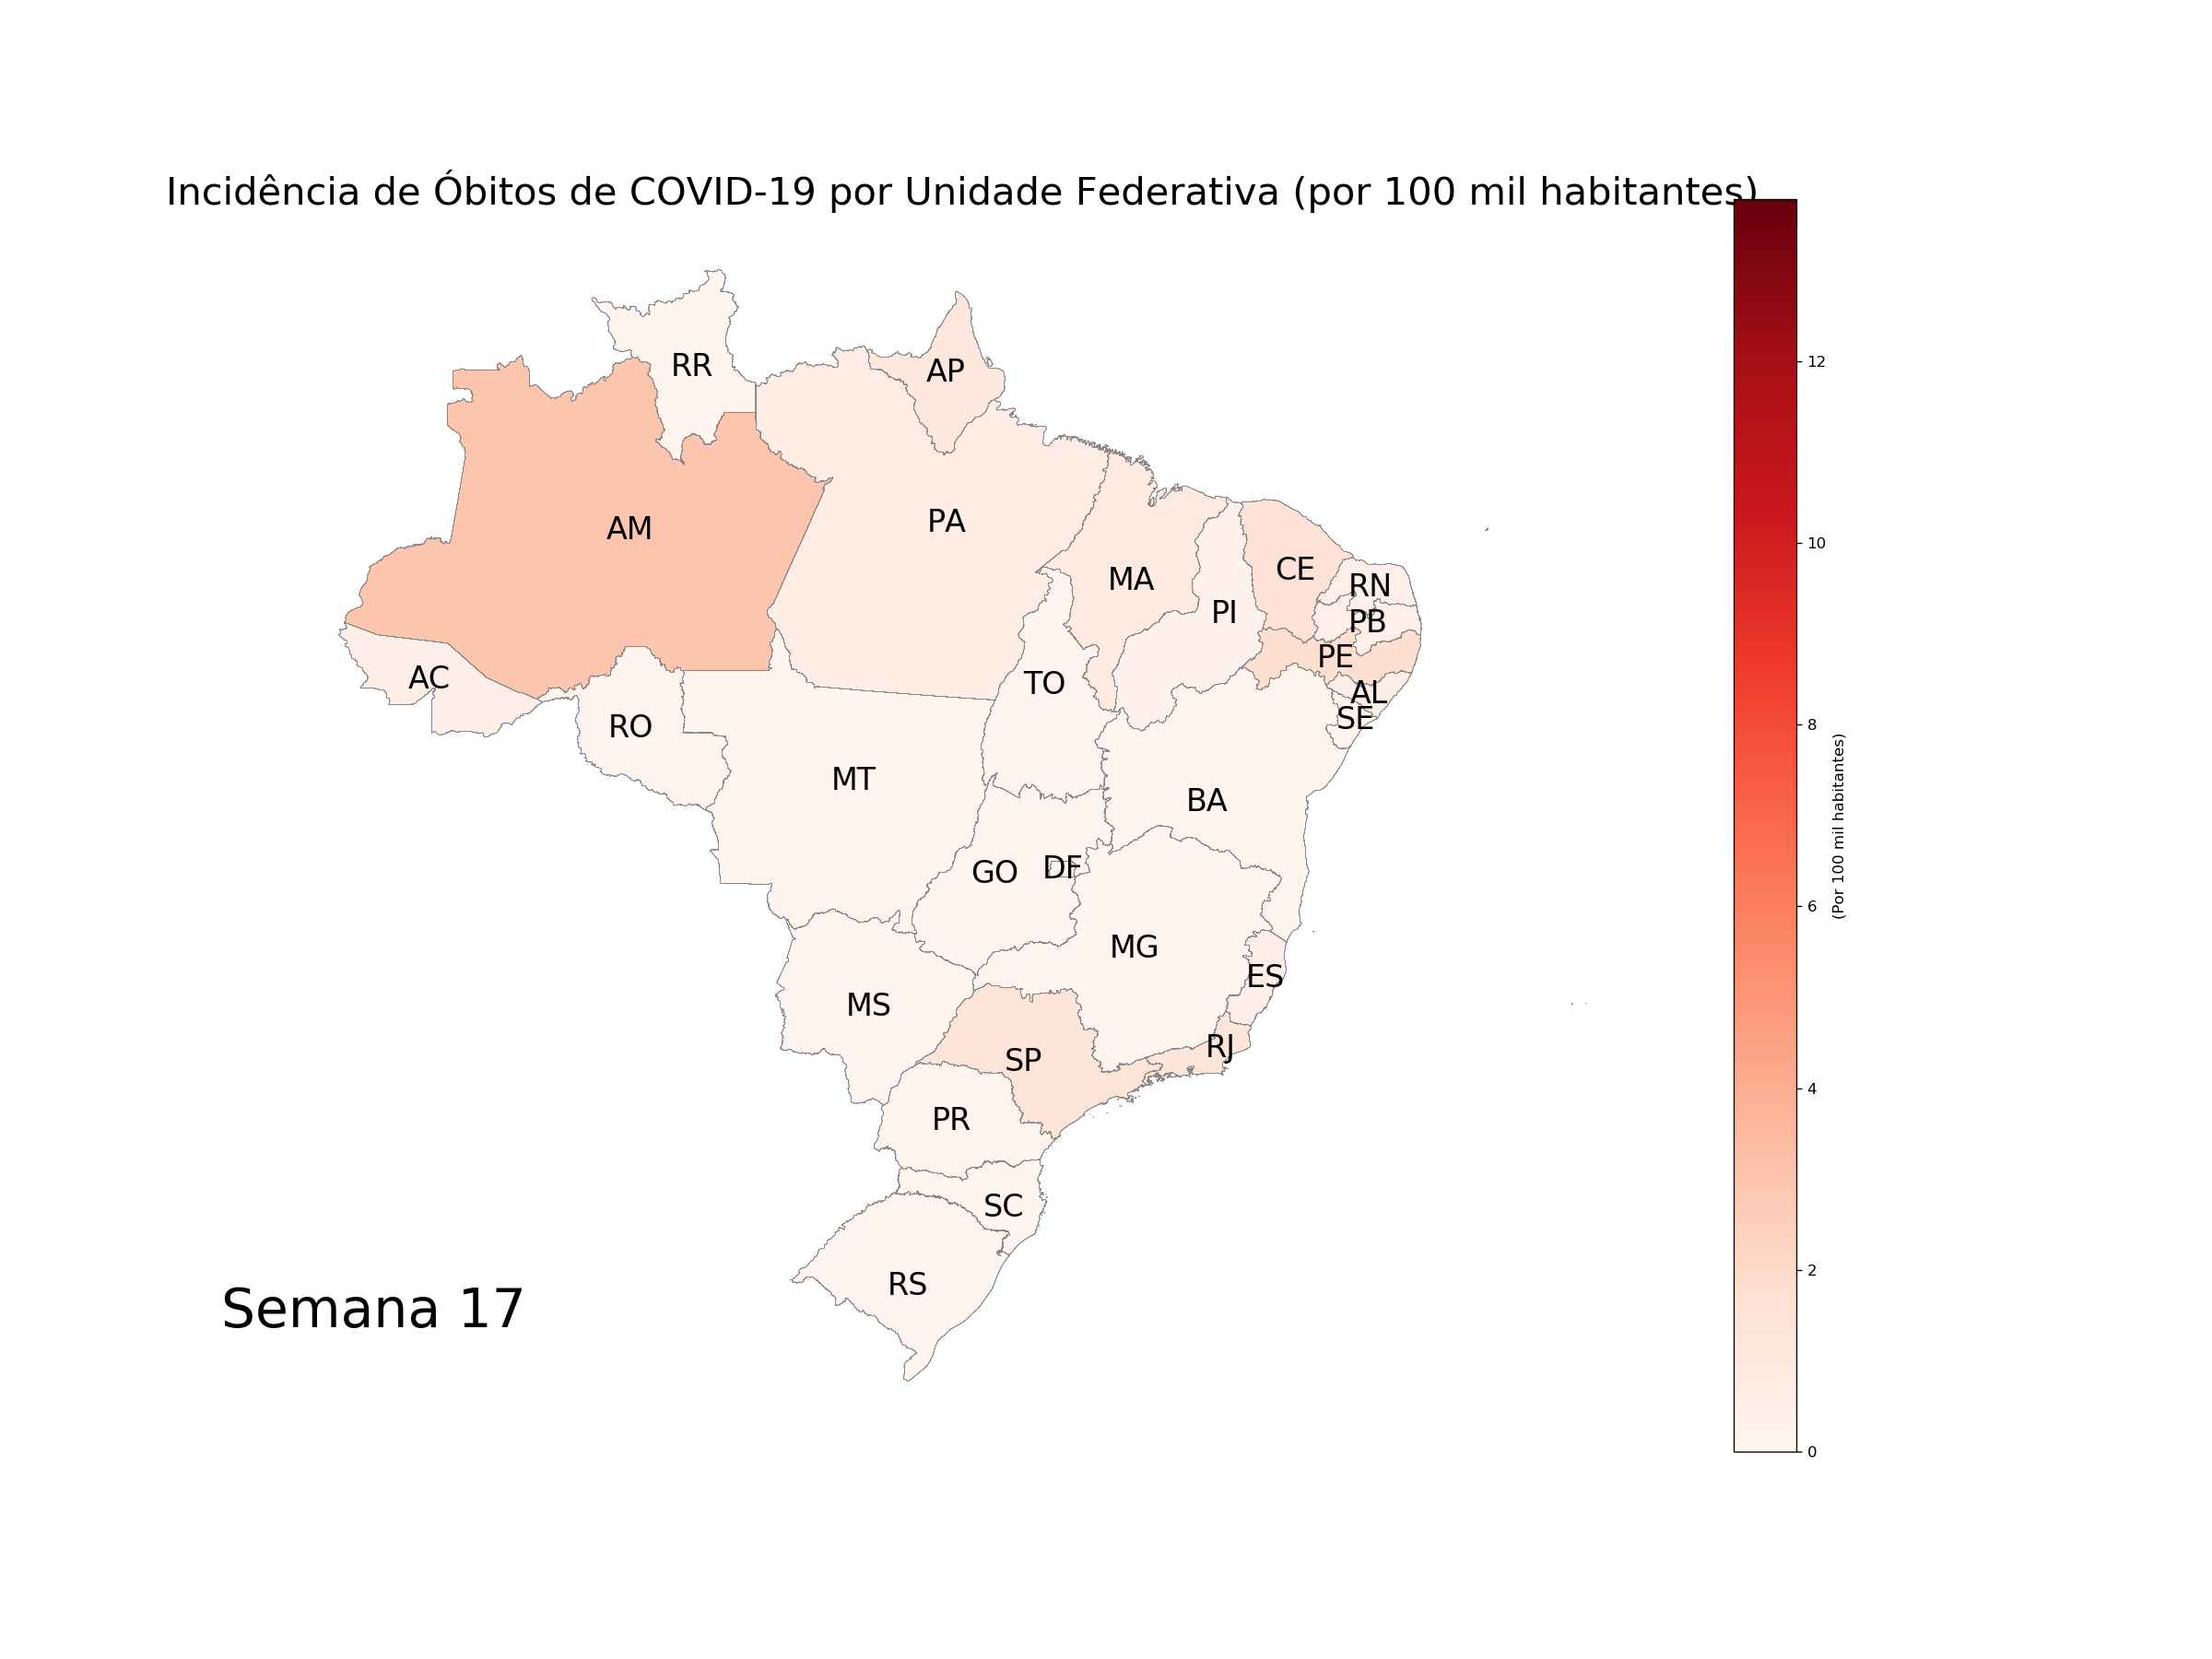 Incidência de Óbitos de COVID-19 por Unidade Federativa (por 100 mil habitantes)
RR
AP
12
AM
PA
10
MA
CE
RN
PI
PB
PE
AC
TO
AL
SE
RO
8
MT
BA
(Por 100 mil habitantes)
GO
DF
6
MG
ES
MS
RJ
SP
4
PR
SC
2
RS
Semana 17
0